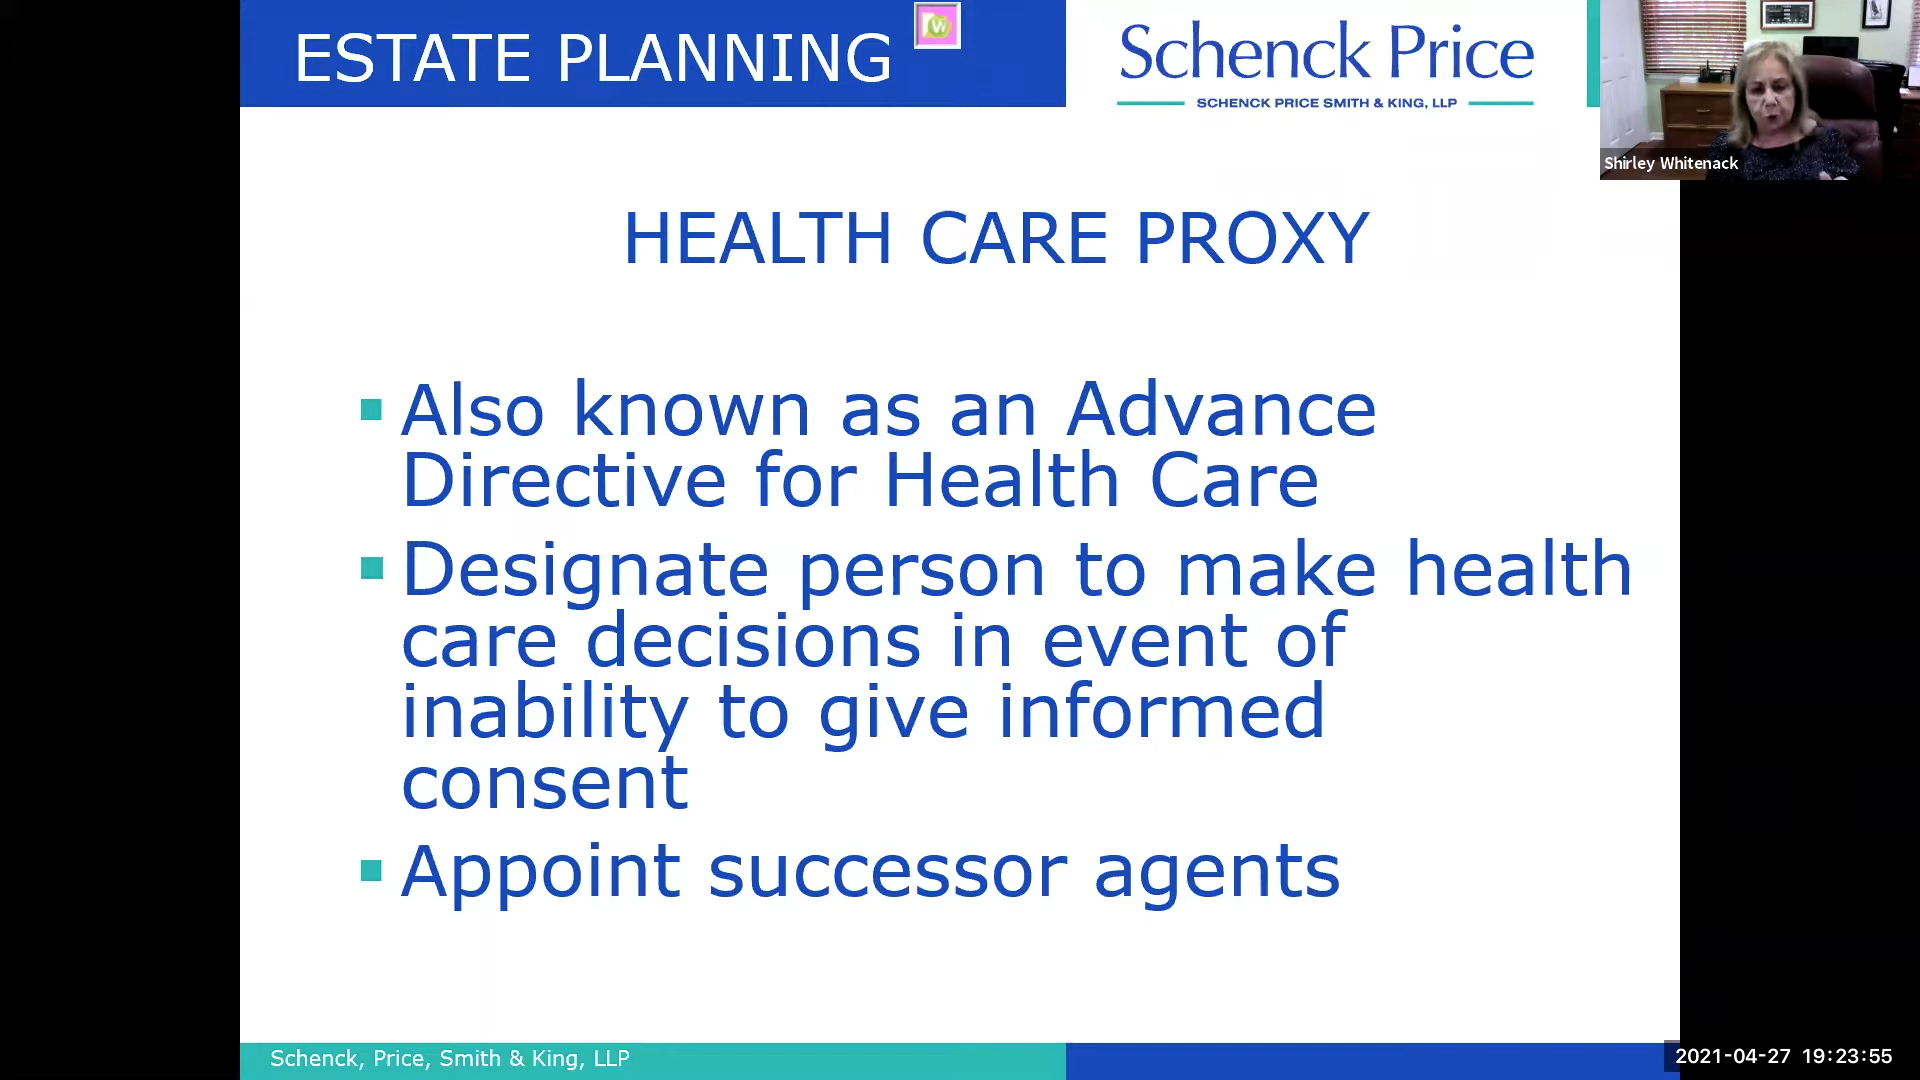 ESTATE PLANNING
W
Schenck Price
SCHENCK PRICE SMITH & KING, LLP
Shirley Whitenack
HEALTH CARE PROXY
Also known as an Advance
Directive for Health Care
Designate person to make health
care decisions in event of
inability to give informed
consent
Appoint successor agents
Schenck, Price, Smith & King, LLP
2021-04-27 19:23:55